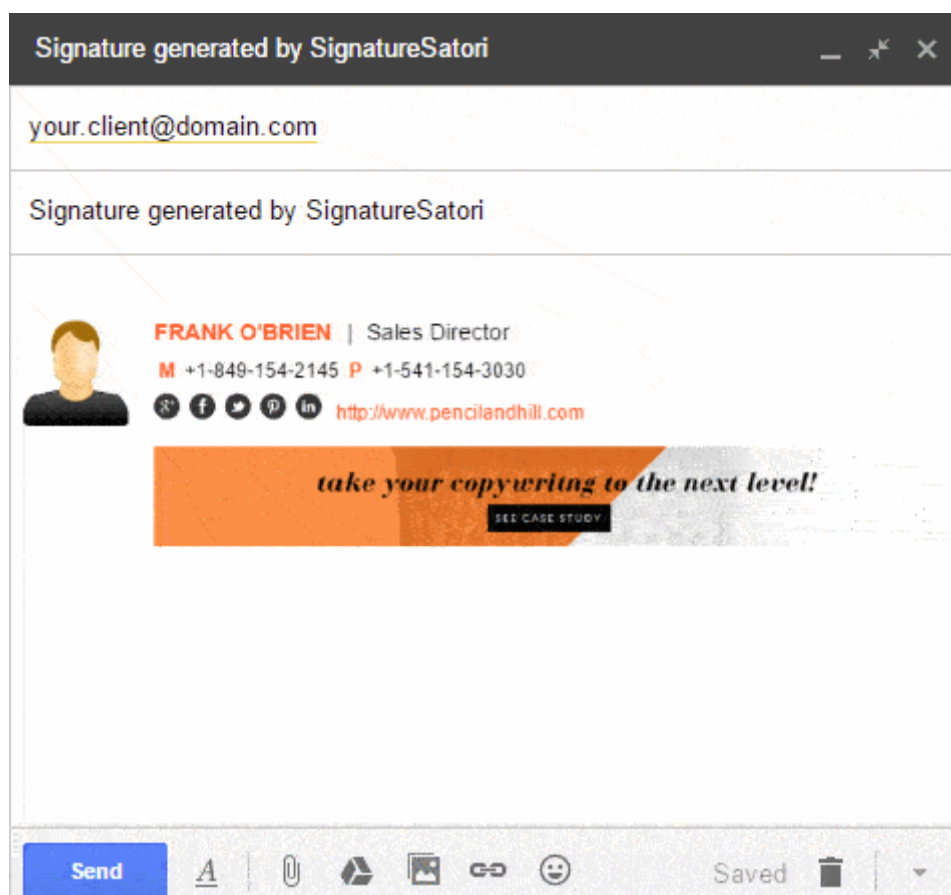 Signature generated by SignatureSatori
your.client@domain.com
Signature generated by SignatureSatori
FRANK O'BRIEN | Sales Director
M +1-849-154-2145 P +1-541-154-3030
http://www.pencilandhill.com
take your copywriitng to the next level!
SEE CASE STUDY
Send A Saved